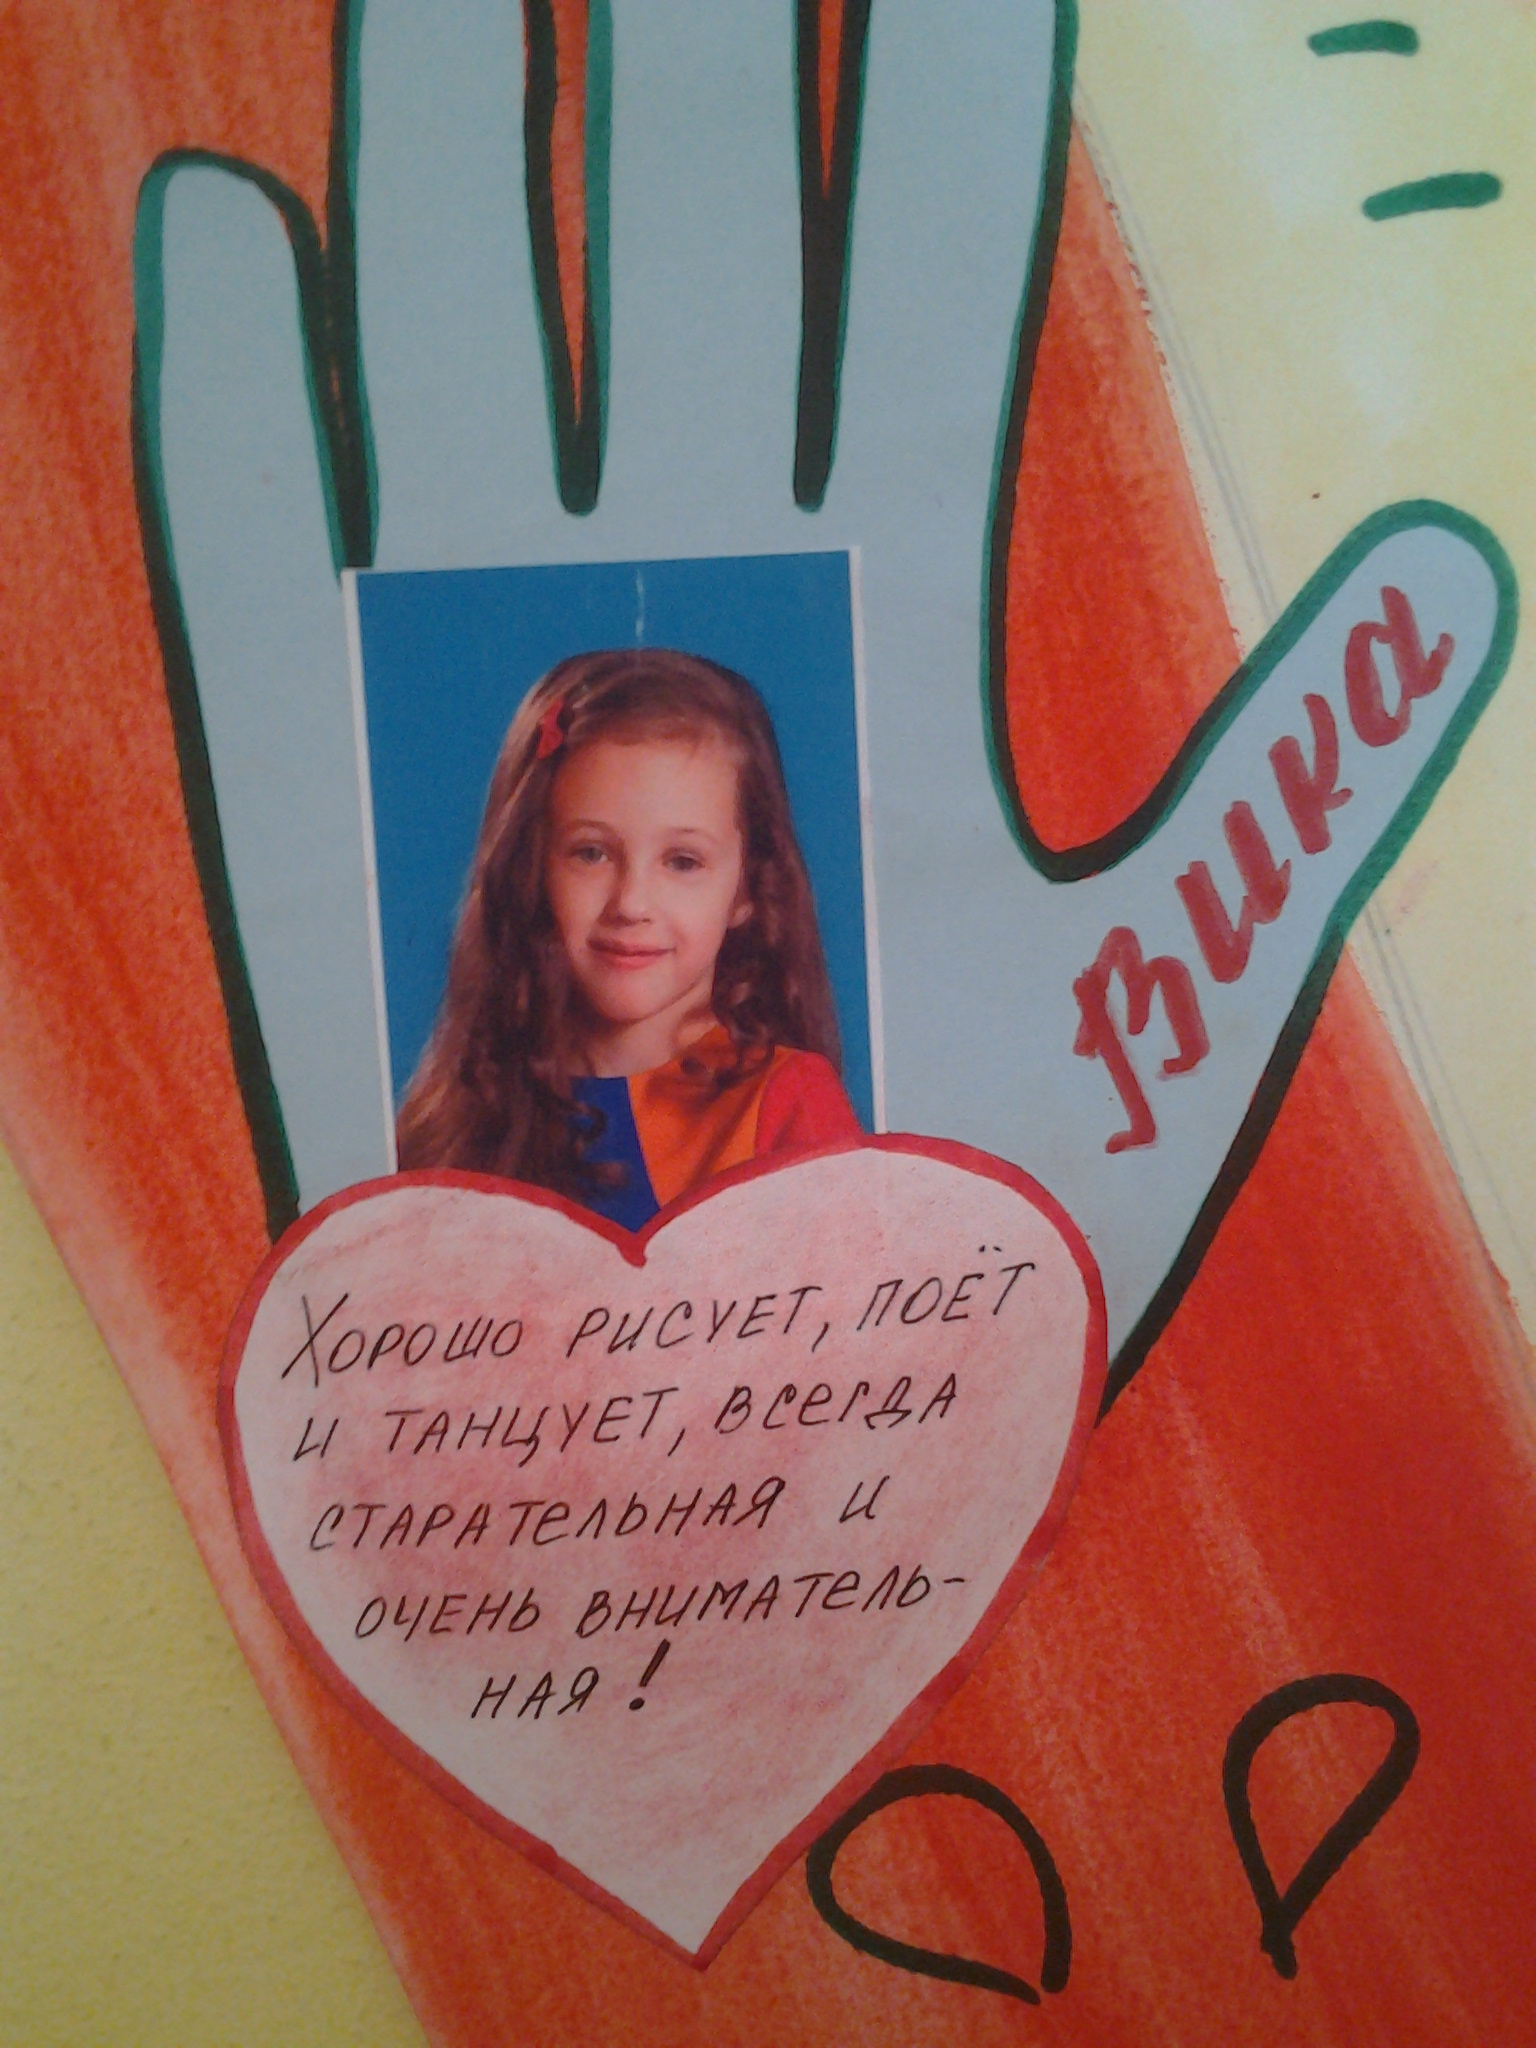 Вика
Хорошо рисует, поёт
и танцует, всегда
старательная и
очень вниматель-
ная!